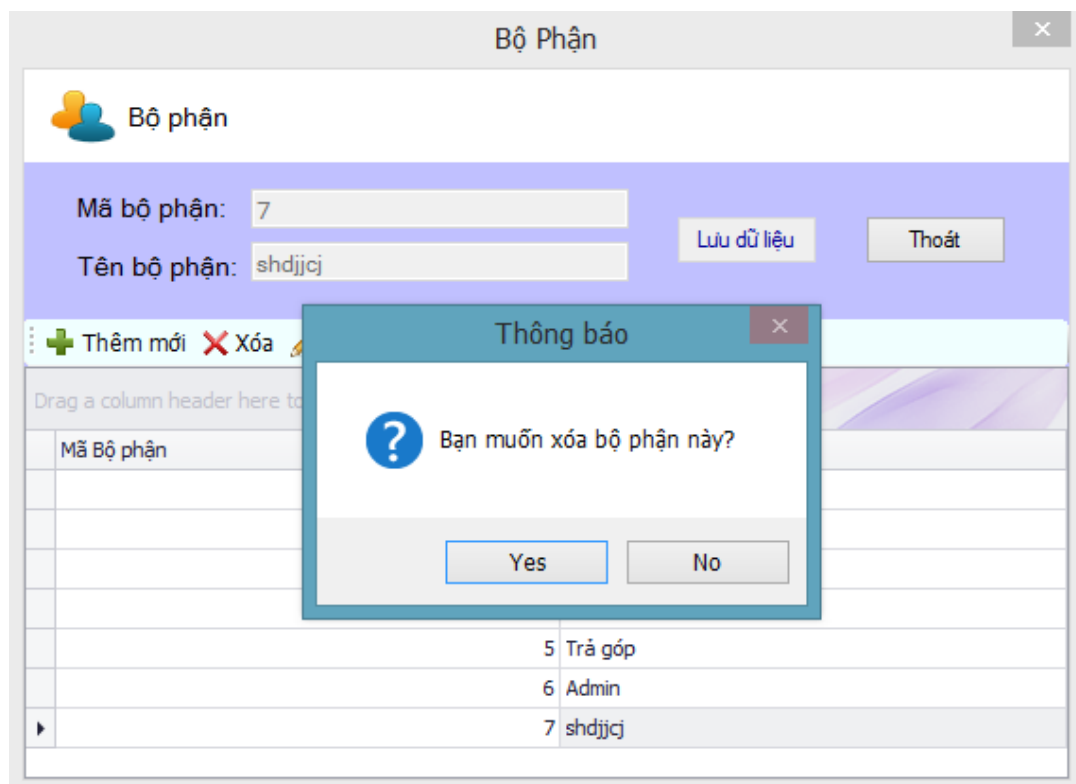 Bộ Phận
Bộ phận
Mã bộ phận: 7
Tên bộ phận: shdjjcj
Lưu dữ liệu
Thoát
Thêm mới Xóa
Drag a column header here to
Mã Bộ phận
Thông báo
Bạn muốn xóa bộ phận này?
Yes No
5 Trả góp
6 Admin
7 shdjjcj